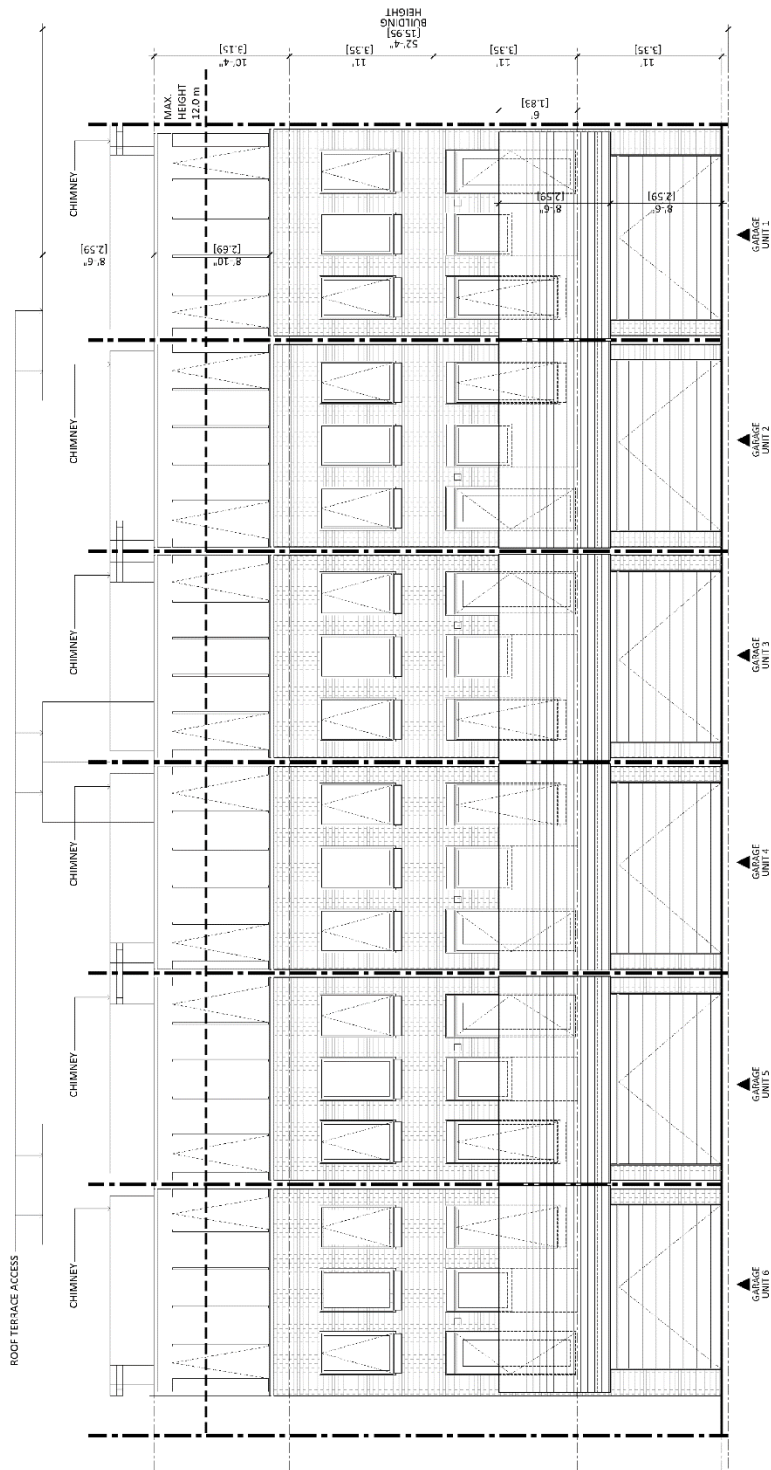 ROOF TERRACE ACCESS
CHIMNEY
CHIMNEY
CHIMNEY
CHIMNEY
CHIMNEY
CHIMNEY
MAX.
HEIGHT
12.0 m
8'-6"
[2.59]
8'-10"
[2.69]
10'-4"
[3.15]
11'
[3.35]
11'
[3.35]
11'
[3.35]
52'-4"
[15.95]
BUILDING
HEIGHT
6'
[1.83]
8'-6"
[2.59]
8'-6"
[2.59]
GARAGE
UNIT 6
GARAGE
UNIT 5
GARAGE
UNIT 4
GARAGE
UNIT 3
GARAGE
UNIT 2
GARAGE
UNIT 1